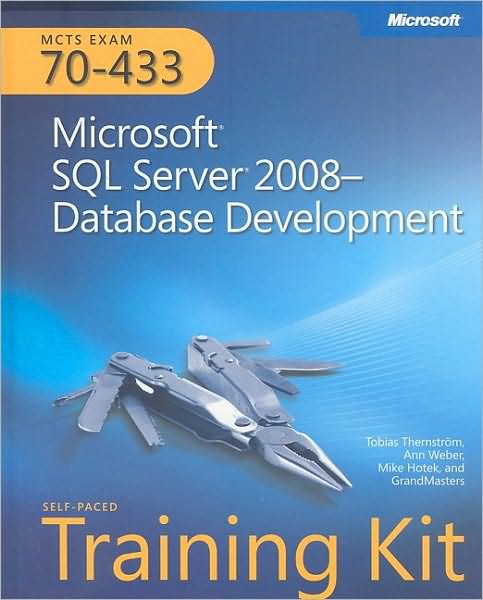 Microsoft®
MCTS EXAM
70-433
Microsoft®
SQL Server® 2008–
Database Development
Tobias Thernström,
Ann Weber,
Mike Hotek, and
GrandMasters
SELF-PACED
Training Kit